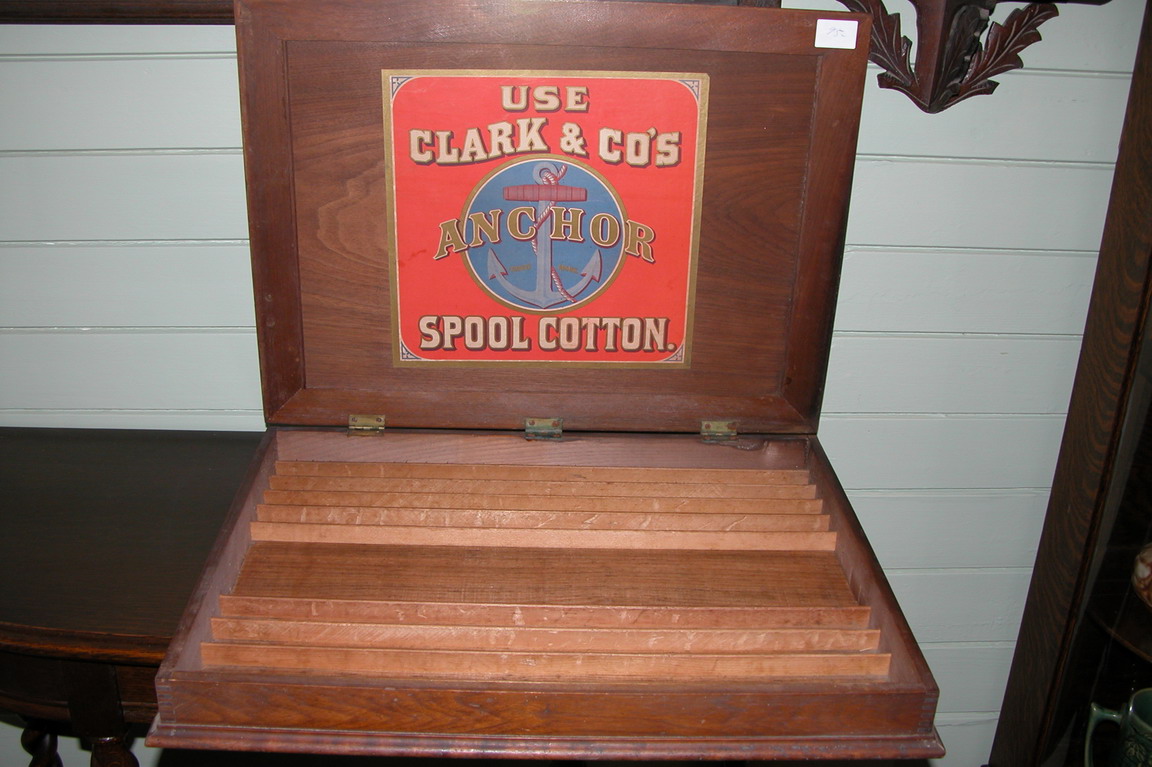 USE
CLARK & CO'S
ANCHOR
SPOOL COTTON.